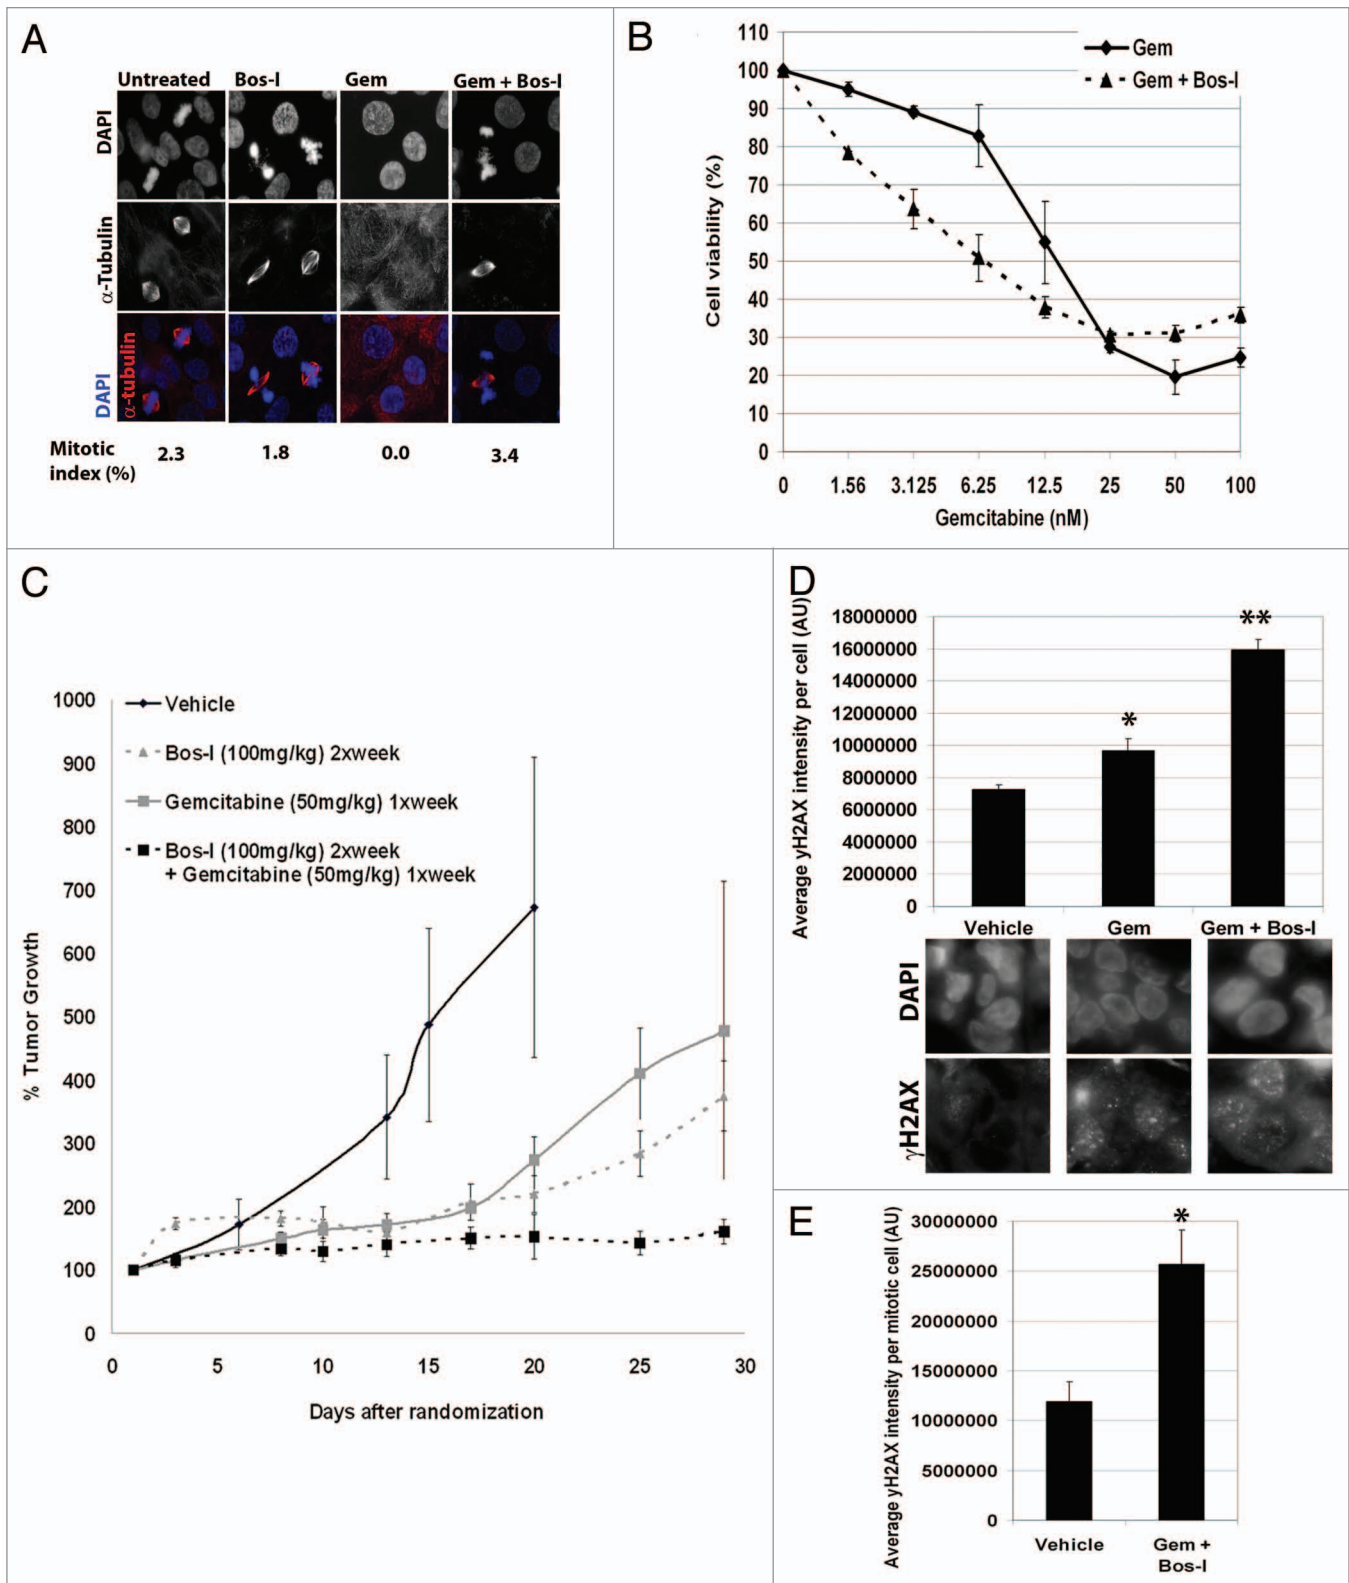 A
Untreated Bos-I Gem Gem + Bos-I
DAPI
α-Tubulin
DAPI
α-tubulin
Mitotic
index (%)
2.3 1.8 0.0 3.4
B
110
100
90
80
70
60
50
40
30
20
10
0
Cell viability (%)
Gem
Gem + Bos-I
0 1.56 3.125 6.25 12.5 25 50 100
Gemcitabine (nM)
C
1000
900
800
700
600
500
400
300
200
100
0
% Tumor Growth
Vehicle
Bos-I (100mg/kg) 2xweek
Gemcitabine (50mg/kg) 1xweek
Bos-I (100mg/kg) 2xweek
+ Gemcitabine (50mg/kg) 1xweek
0 5 10 15 20 25 30
Days after randomization
D
Average yH2AX intensity per cell (AU)
18000000
16000000
14000000
12000000
10000000
8000000
6000000
4000000
2000000
0
*
**
Vehicle Gem Gem + Bos-I
DAPI
γH2AX
E
Average yH2AX intensity per mitotic cell (AU)
30000000
25000000
20000000
15000000
10000000
5000000
0
*
Vehicle Gem +
Bos-I